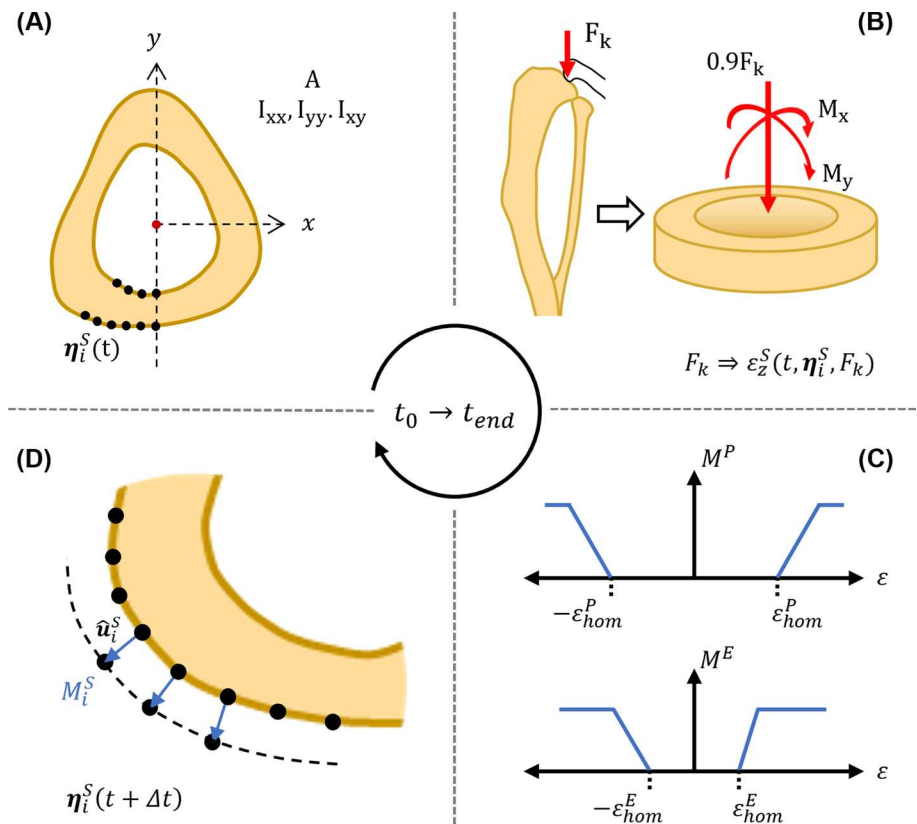 (A)
y
A
I_xx, I_yy. I_xy
x
η_i^S(t)
(B)
F_k
0.9F_k
M_x
M_y
F_k ⇒ ε_z^S(t, η_i^S, F_k)
t_0 → t_end
(D)
û_i^S
M_i^S
η_i^S(t + Δt)
(C)
M^P
ε
-ε_hom^P
ε_hom^P
M^E
ε
-ε_hom^E
ε_hom^E